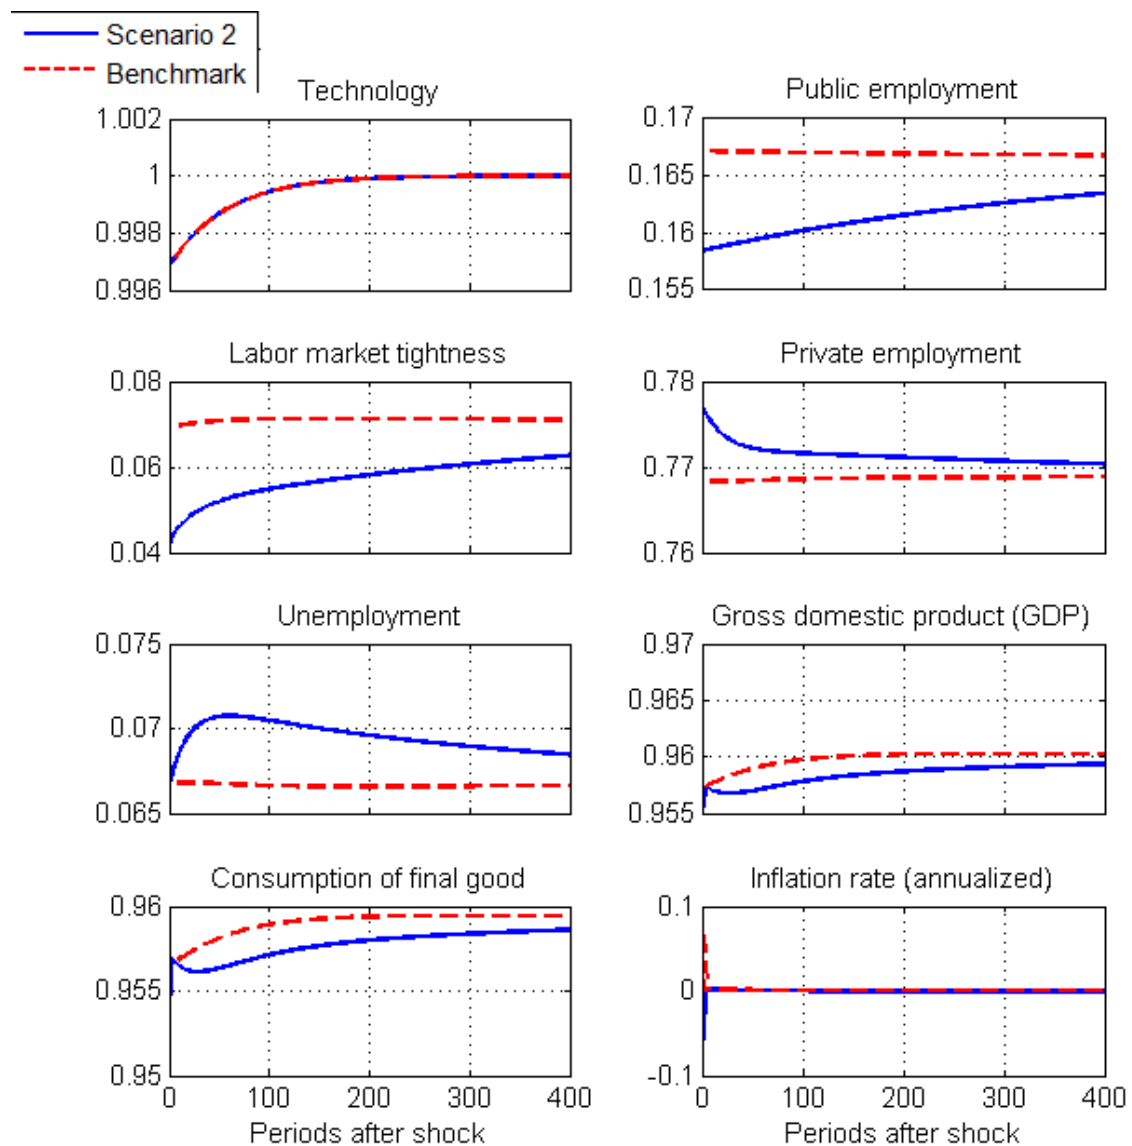 Scenario 2
Benchmark
Technology
1.002
1
0.998
0.996
Public employment
0.17
0.165
0.16
0.155
Labor market tightness
0.08
0.06
0.04
Private employment
0.78
0.77
0.76
Unemployment
0.075
0.07
0.065
Gross domestic product (GDP)
0.97
0.965
0.96
0.955
Consumption of final good
0.96
0.955
0.95
0 100 200 300 400
Periods after shock
Inflation rate (annualized)
0.1
0
-0.1
0 100 200 300 400
Periods after shock